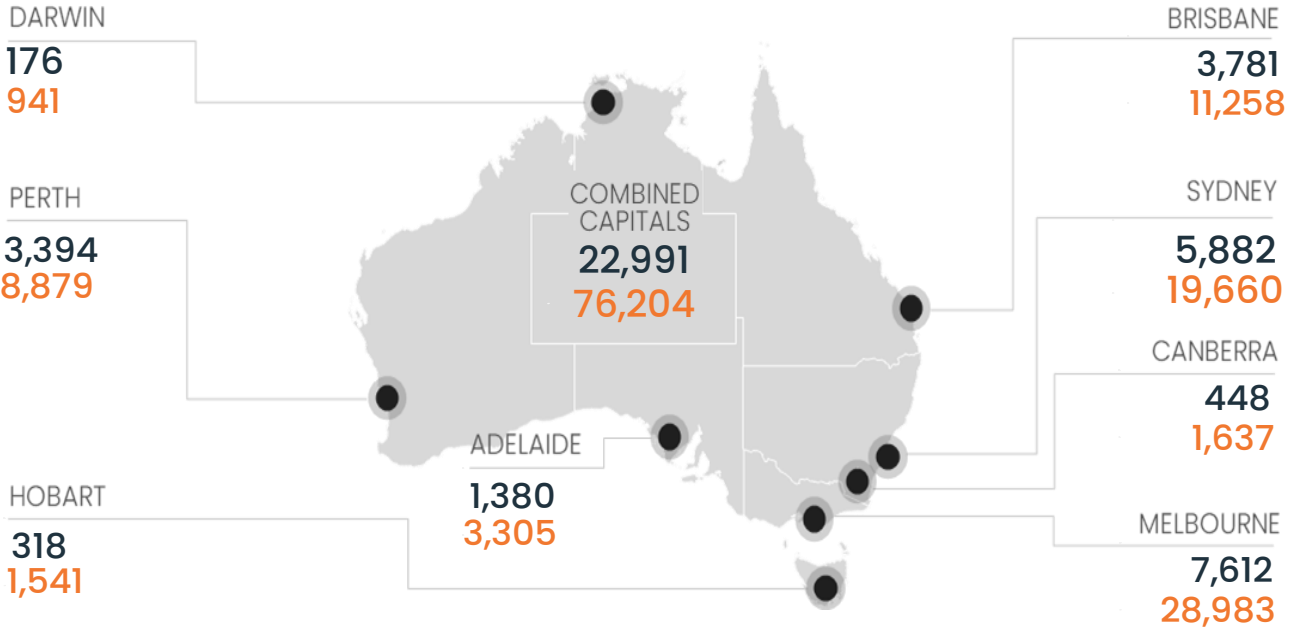 DARWIN
176
941
PERTH
3,394
8,879
HOBART
318
1,541
COMBINED
CAPITALS
22,991
76,204
ADELAIDE
1,380
3,305
BRISBANE
3,781
11,258
SYDNEY
5,882
19,660
CANBERRA
448
1,637
MELBOURNE
7,612
28,983